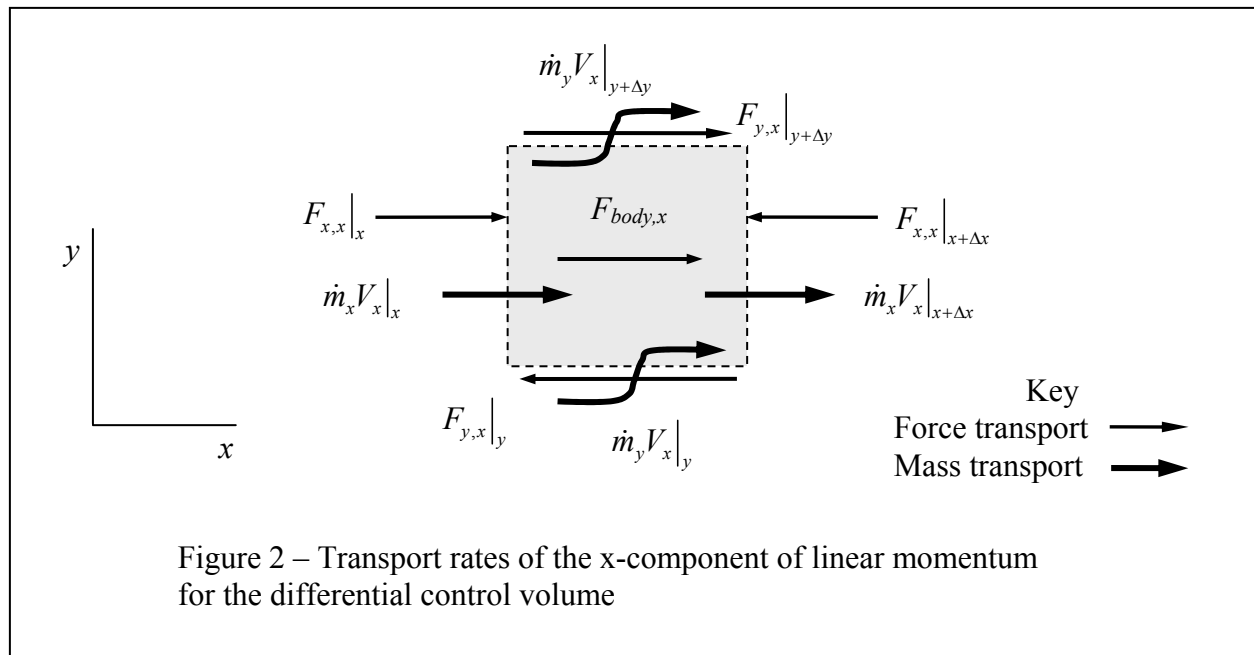 ṁ_y V_x|_{y+Δy}
F_{y,x}|_{y+Δy}
F_{body,x}
F_{x,x}|_x
F_{x,x}|_{x+Δx}
y
ṁ_x V_x|_x
ṁ_x V_x|_{x+Δx}
x
F_{y,x}|_y
ṁ_y V_x|_y
Key
Force transport
Mass transport
Figure 2 – Transport rates of the x-component of linear momentum
for the differential control volume